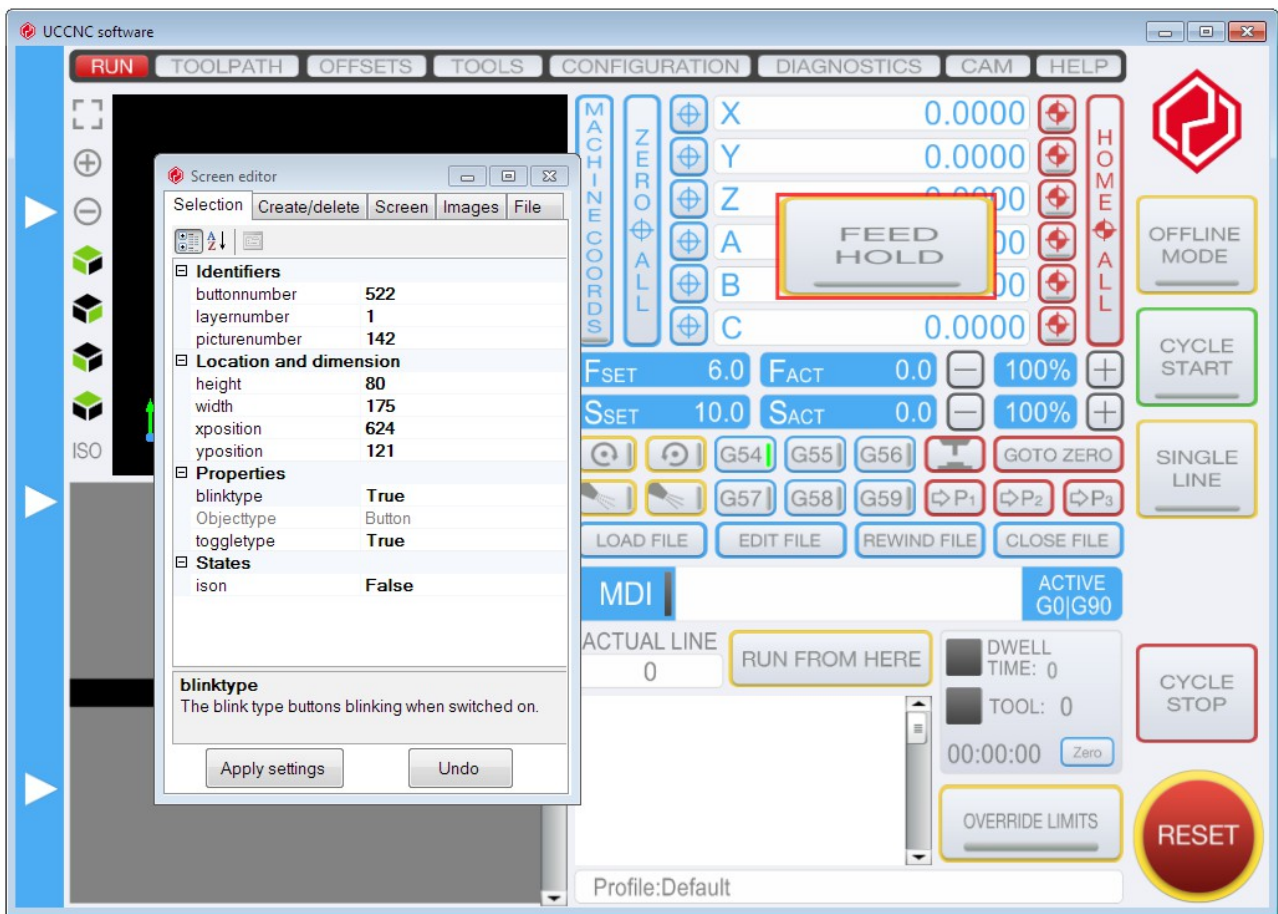 UCCNC software
RUN TOOLPATH OFFSETS TOOLS CONFIGURATION DIAGNOSTICS CAM HELP
MACHINE COORDS
ZERO ALL
X 0.0000
Y 0.0000
Z 0.0000
A 00
B 00
C 0.0000
HOME ALL
FEED
HOLD
Screen editor
Selection Create/delete Screen Images File
Identifiers
buttonnumber 522
layernumber 1
picturenumber 142
Location and dimension
height 80
width 175
xposition 624
yposition 121
Properties
blinktype True
Objecttype Button
toggletype True
States
ison False
blinktype
The blink type buttons blinking when switched on.
Apply settings Undo
ISO
FSET 6.0 FACT 0.0 100%
SSET 10.0 SACT 0.0 100%
G54 G55 G56 GOTO ZERO
G57 G58 G59 P1 P2 P3
LOAD FILE EDIT FILE REWIND FILE CLOSE FILE
MDI
ACTIVE
G0|G90
ACTUAL LINE
0
RUN FROM HERE
DWELL
TIME: 0
TOOL: 0
00:00:00 Zero
OVERRIDE LIMITS
Profile:Default
OFFLINE
MODE
CYCLE
START
SINGLE
LINE
CYCLE
STOP
RESET